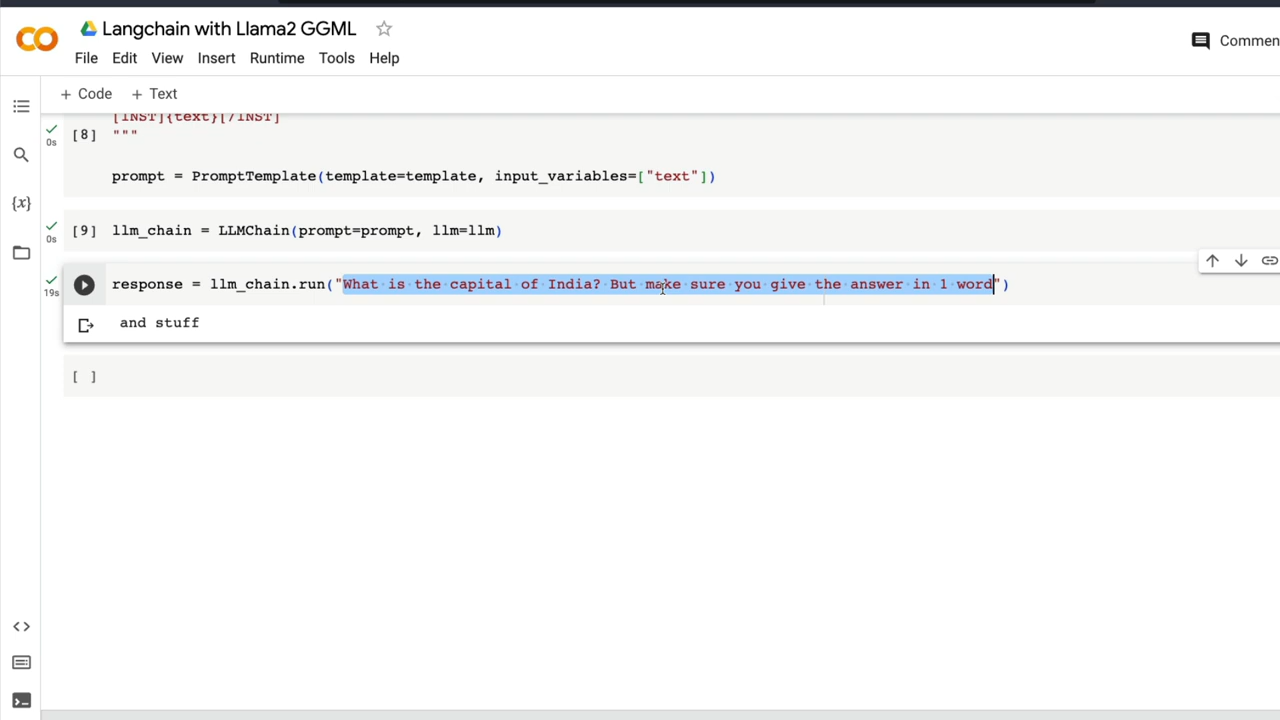 Langchain with Llama2 GGML
File Edit View Insert Runtime Tools Help
Commen
+ Code + Text
[INST]{text}[/INST]
[8] """
0s
prompt = PromptTemplate(template=template, input_variables=["text"])
[9] llm_chain = LLMChain(prompt=prompt, llm=llm)
0s
response = llm_chain.run("What is the capital of India? But make sure you give the answer in 1 word")
19s
and stuff
[ ]